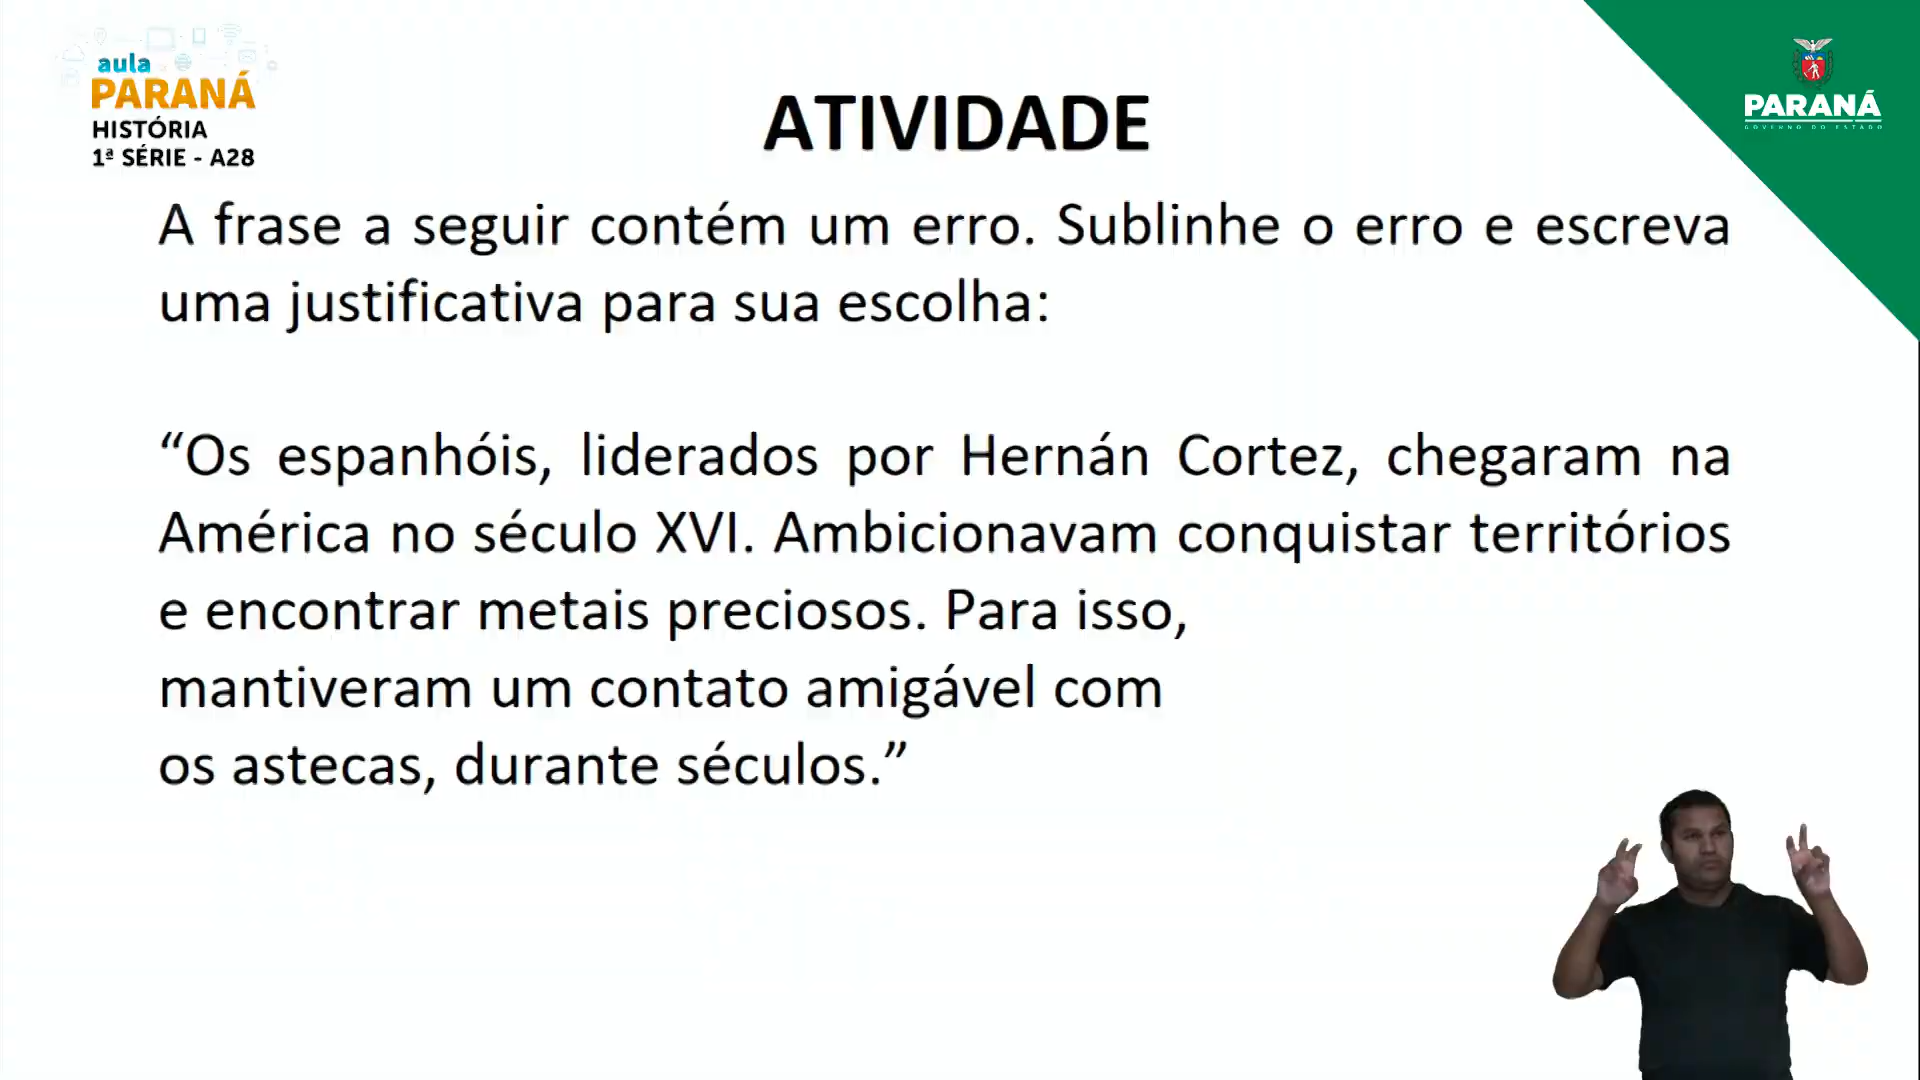 aula
PARANÁ
HISTÓRIA
1ª SÉRIE - A28
PARANÁ
GOVERNO DO ESTADO
ATIVIDADE
A frase a seguir contém um erro. Sublinhe o erro e escreva
uma justificativa para sua escolha:
“Os espanhóis, liderados por Hernán Cortez, chegaram na
América no século XVI. Ambicionavam conquistar territórios
e encontrar metais preciosos. Para isso,
mantiveram um contato amigável com
os astecas, durante séculos.”